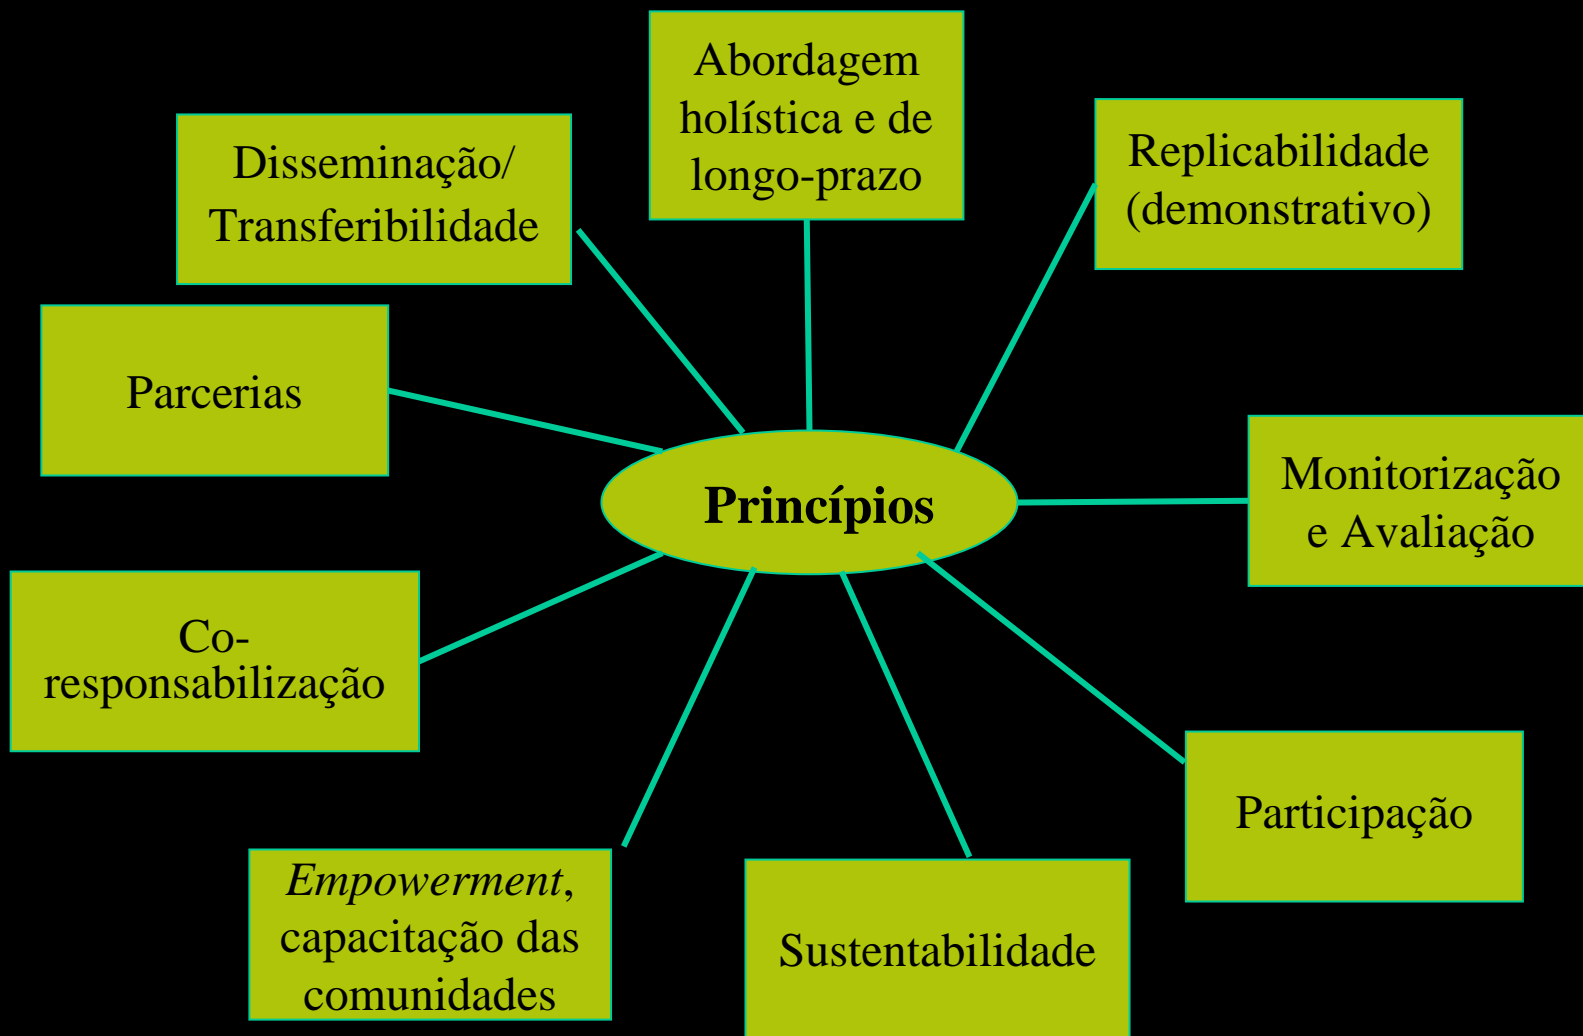 Abordagem
holística e de
longo-prazo
Disseminação/
Transferibilidade
Replicabilidade
(demonstrativo)
Parcerias
Princípios
Monitorização
e Avaliação
Co-
responsabilização
Participação
Empowerment,
capacitação das
comunidades
Sustentabilidade